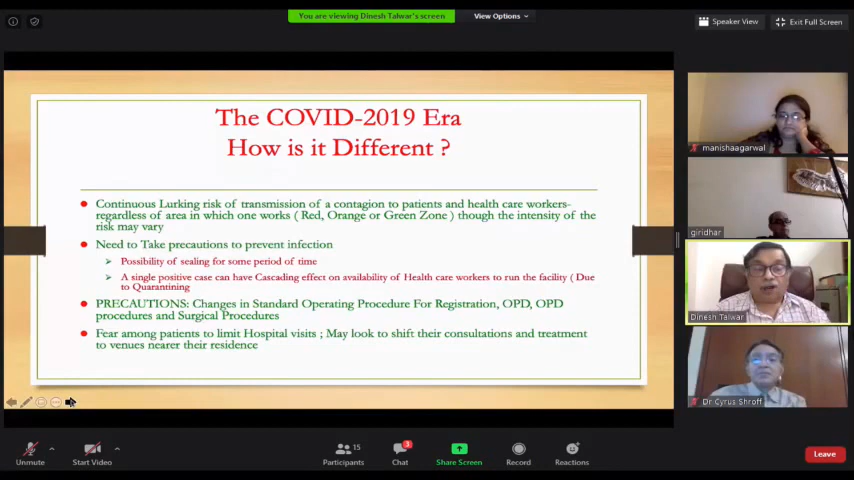 You are viewing Dinesh Talwar's screen
View Options
Speaker View
Exit Full Screen
The COVID-2019 Era
How is it Different ?
Continuous Lurking risk of transmission of a contagion to patients and health care workers-
regardless of area in which one works ( Red, Orange or Green Zone ) though the intensity of the
risk may vary
Need to Take precautions to prevent infection
Possibility of sealing for some period of time
A single positive case can have Cascading effect on availability of Health care workers to run the facility ( Due
to Quarantining
PRECAUTIONS: Changes in Standard Operating Procedure For Registration, OPD, OPD
procedures and Surgical Procedures
Fear among patients to limit Hospital visits ; May look to shift their consultations and treatment
to venues nearer their residence
manishaagarwal
giridhar
Dinesh Talwar
Dr Cyrus Shroff
Unmute
Start Video
15
Participants
3
Chat
Share Screen
Record
Reactions
Leave